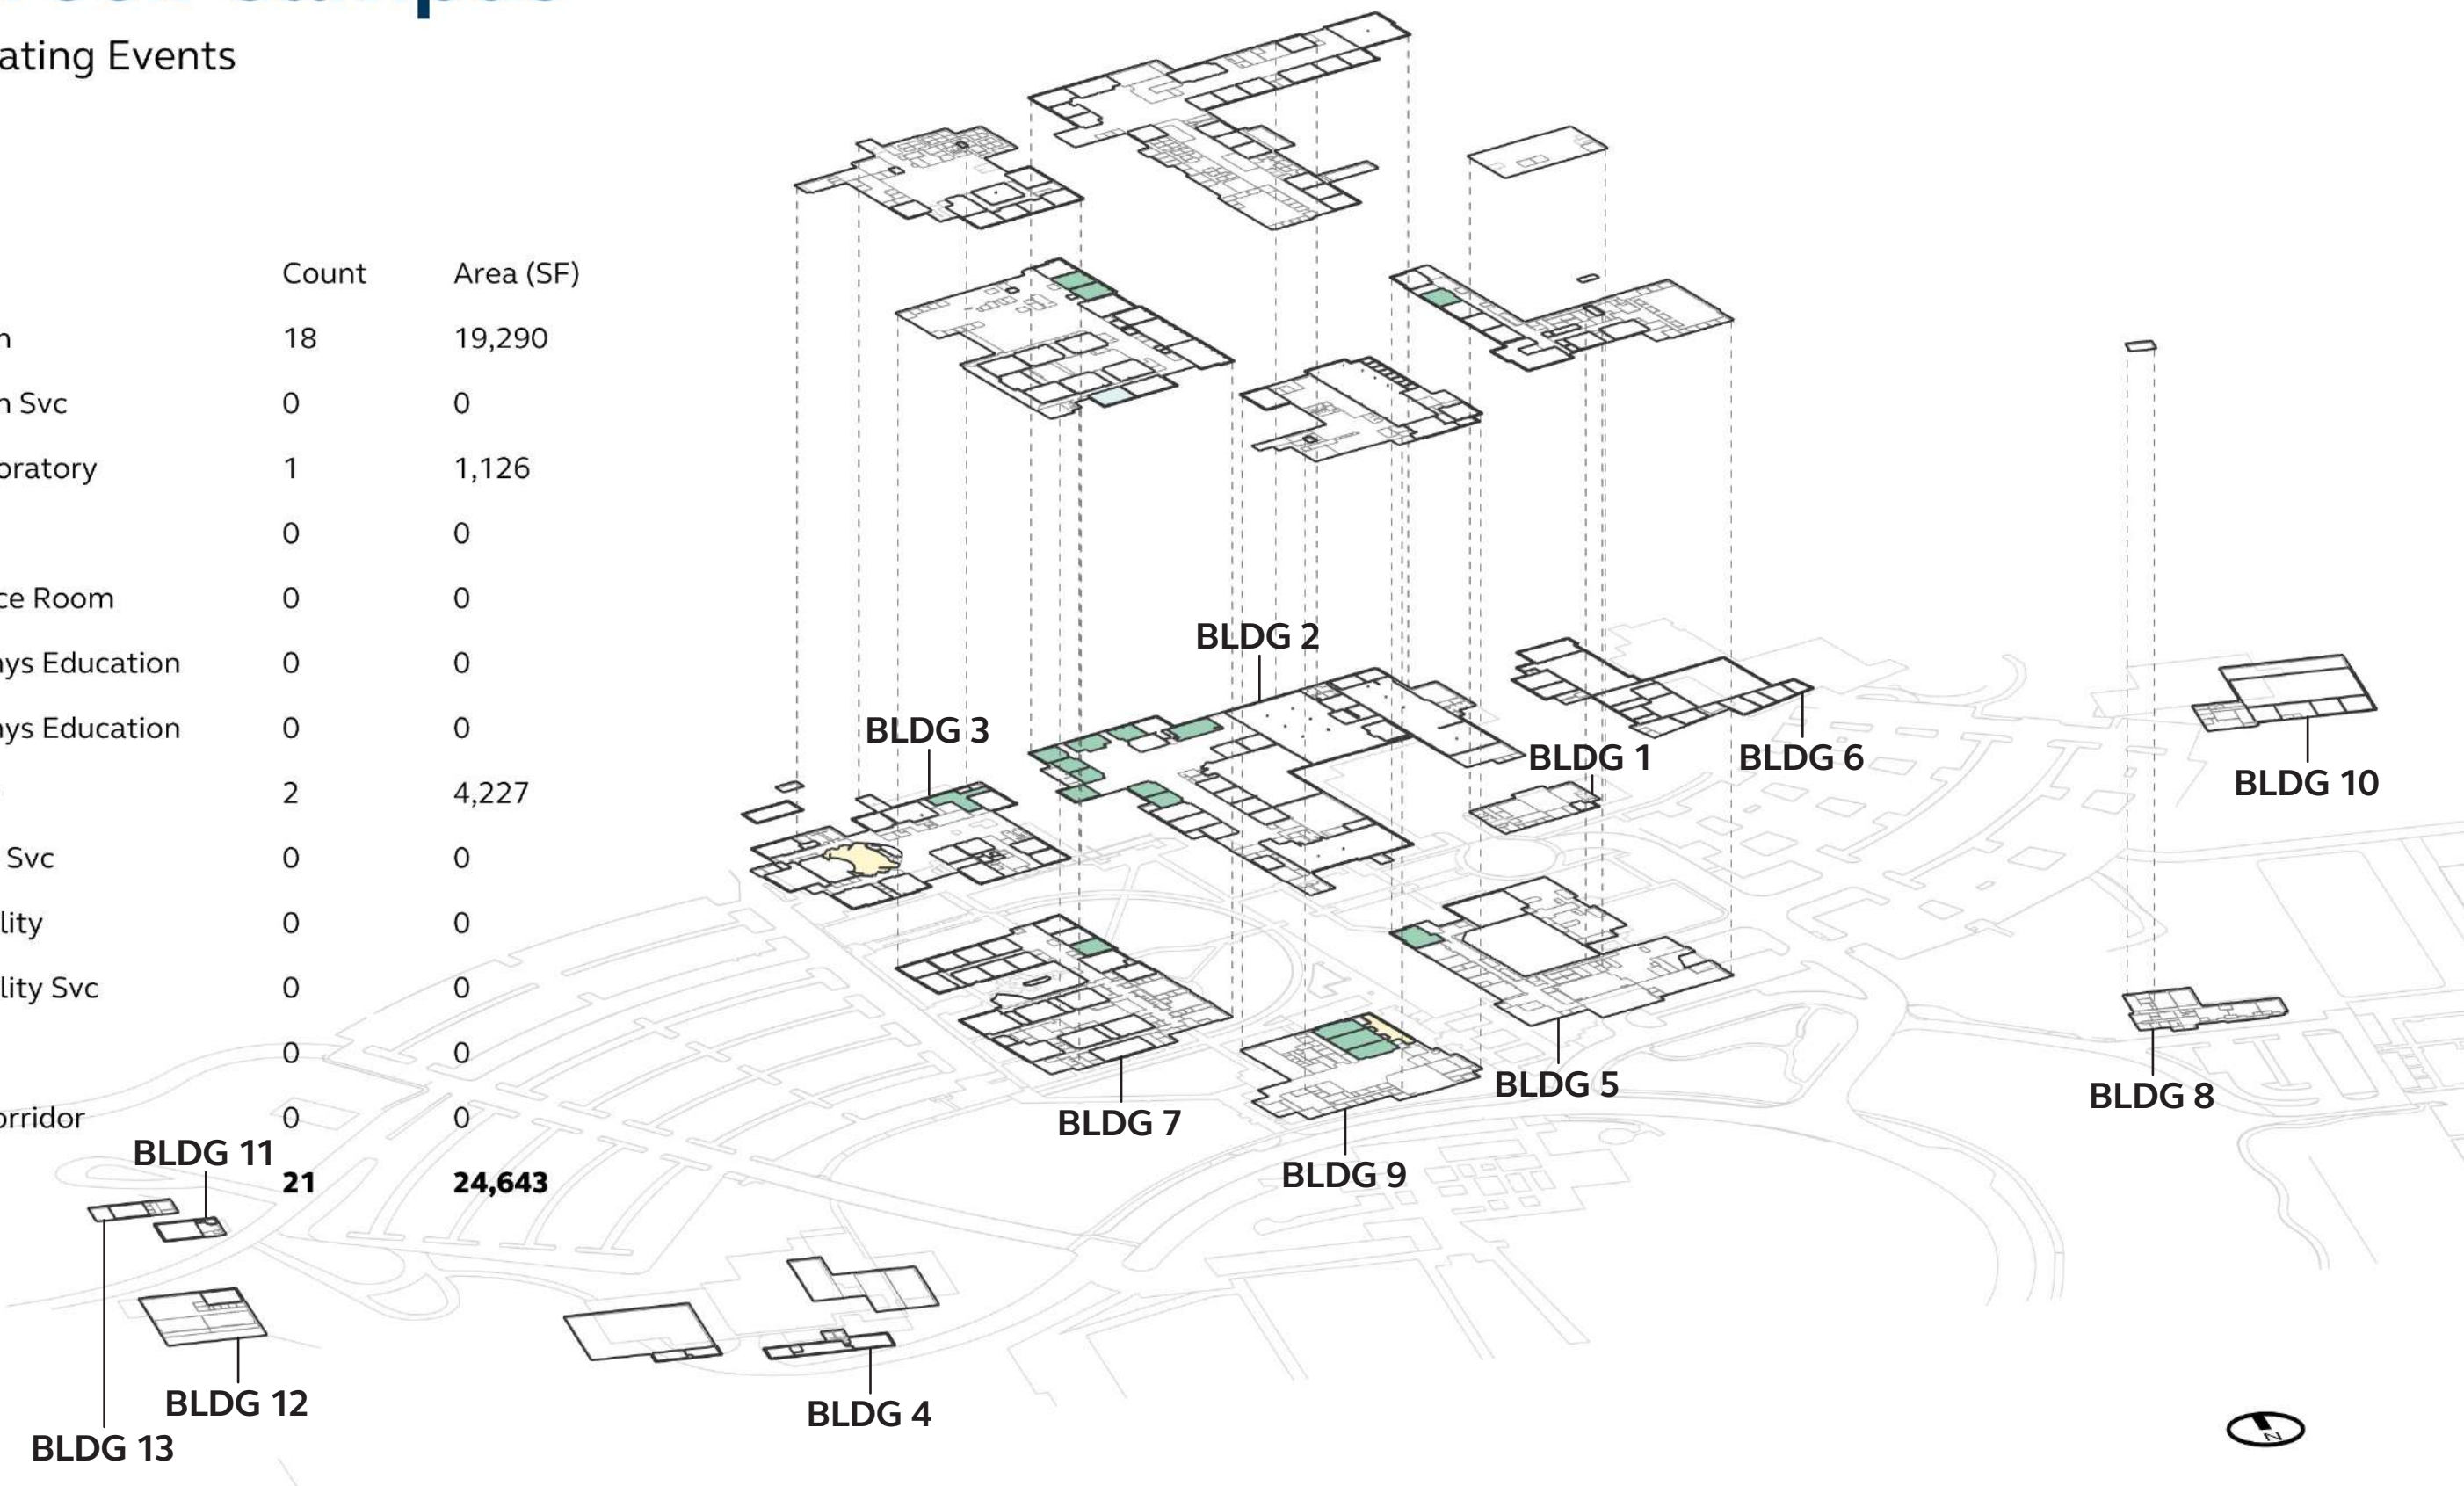 ating Events
Count Area (SF)
n 18 19,290
n Svc 0 0
oratory 1 1,126
0 0
ce Room 0 0
ys Education 0 0
ys Education 0 0
2 4,227
Svc 0 0
lity 0 0
lity Svc 0 0
0 0
orridor 0 0
21 24,643
BLDG 2
BLDG 3
BLDG 1
BLDG 6
BLDG 10
BLDG 5
BLDG 8
BLDG 7
BLDG 9
BLDG 11
BLDG 12
BLDG 4
BLDG 13
N